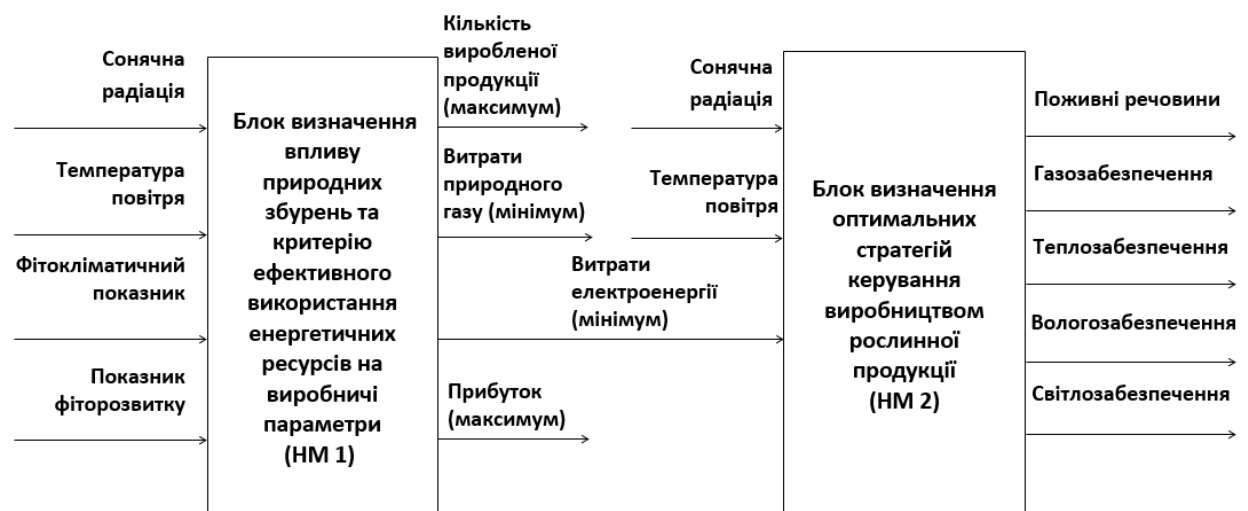 Сонячна
радіація
Температура
повітря
Фітокліматичний
показник
Показник
фіторозвитку
Блок визначення
впливу
природних
збурень та
критерію
ефективного
використання
енергетичних
ресурсів на
виробничі
параметри
(НМ 1)
Кількість
виробленої
продукції
(максимум)
Витрати
природного
газу (мінімум)
Витрати
електроенергії
(мінімум)
Прибуток
(максимум)
Сонячна
радіація
Температура
повітря
Блок визначення
оптимальних
стратегій
керування
виробництвом
рослинної
продукції
(НМ 2)
Поживні речовини
Газозабезпечення
Теплозабезпечення
Вологозабезпечення
Світлозабезпечення